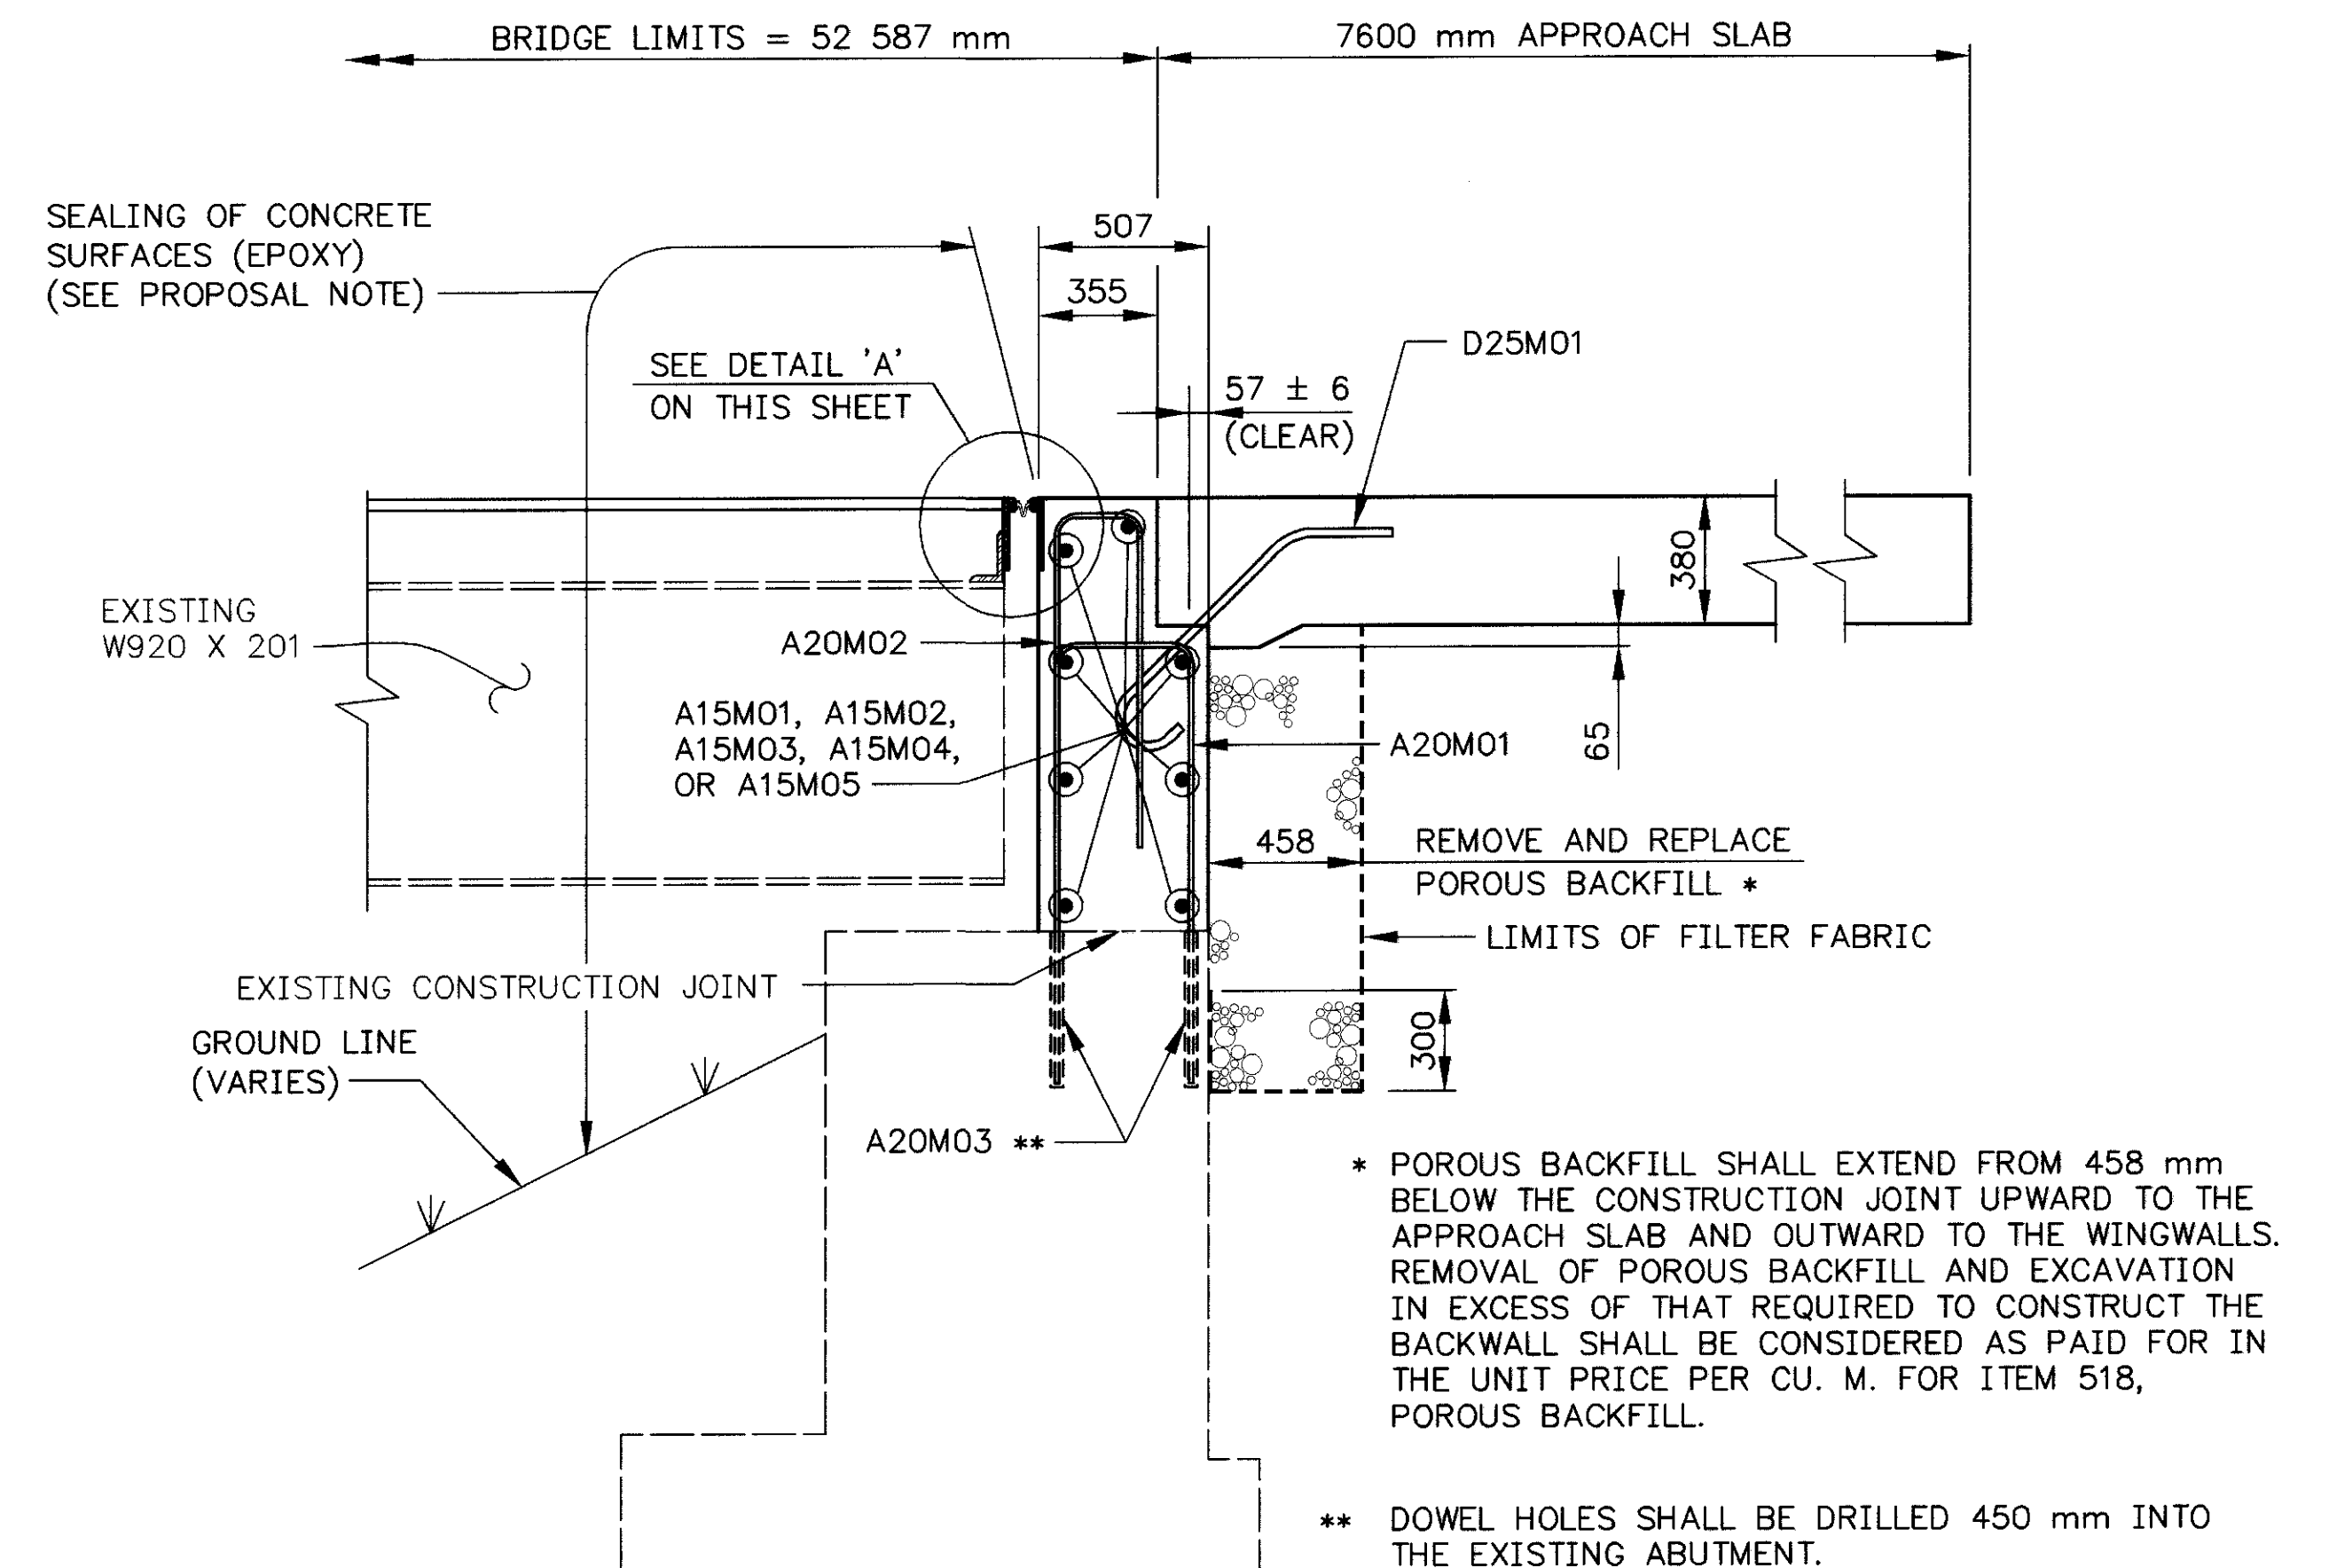 BRIDGE LIMITS = 52 587 mm
7600 mm APPROACH SLAB
SEALING OF CONCRETE
SURFACES (EPOXY)
(SEE PROPOSAL NOTE)
507
355
SEE DETAIL 'A'
ON THIS SHEET
D25M01
57 ± 6
(CLEAR)
380
EXISTING
W920 X 201
A20M02
A15M01, A15M02,
A15M03, A15M04,
OR A15M05
A20M01
65
458
REMOVE AND REPLACE
POROUS BACKFILL *
LIMITS OF FILTER FABRIC
EXISTING CONSTRUCTION JOINT
300
GROUND LINE
(VARIES)
A20M03 **
* POROUS BACKFILL SHALL EXTEND FROM 458 mm
BELOW THE CONSTRUCTION JOINT UPWARD TO THE
APPROACH SLAB AND OUTWARD TO THE WINGWALLS.
REMOVAL OF POROUS BACKFILL AND EXCAVATION
IN EXCESS OF THAT REQUIRED TO CONSTRUCT THE
BACKWALL SHALL BE CONSIDERED AS PAID FOR IN
THE UNIT PRICE PER CU. M. FOR ITEM 518,
POROUS BACKFILL.
** DOWEL HOLES SHALL BE DRILLED 450 mm INTO
THE EXISTING ABUTMENT.